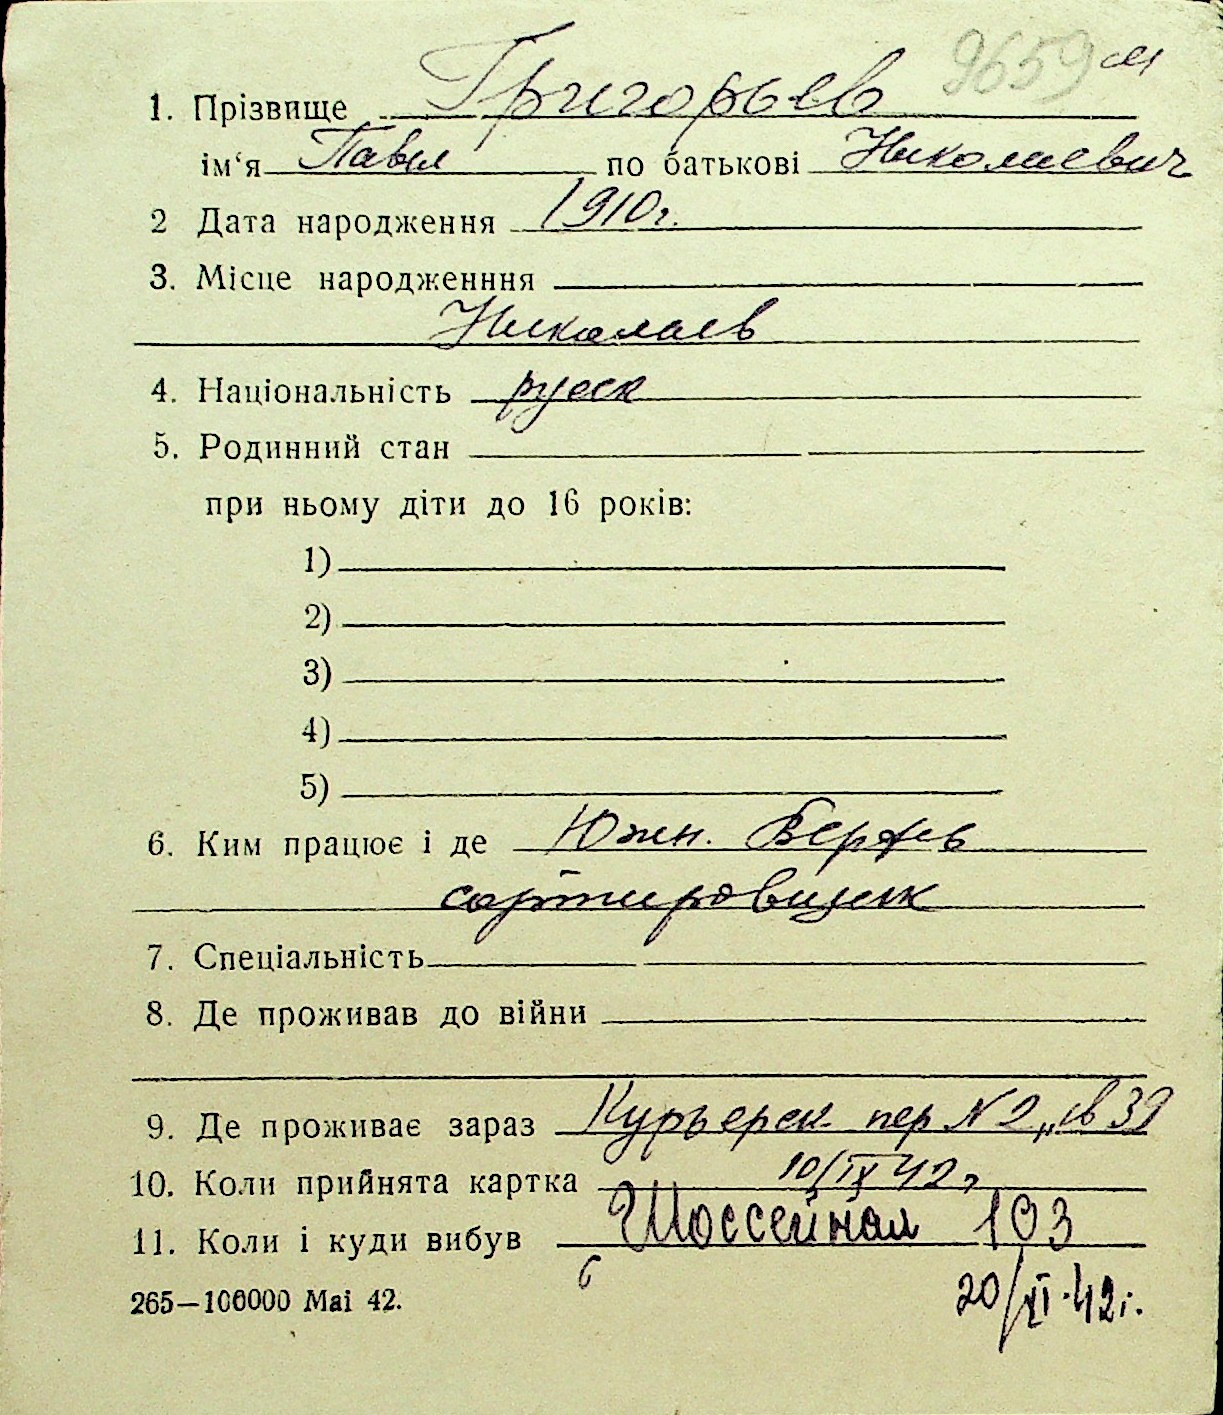 9659 м
1. Прізвище Григорьев
ім‘я Павел по батькові Николаевич
2 Дата народження 1910г.
3. Місце народженння
Николаев
4. Національність русск
5. Родинний стан
при ньому діти до 16 років:
1)
2)
3)
4)
5)
6. Ким працює і де Южн. Верфь
сортировщик
7. Спеціальність
8. Де проживав до війни
9. Де проживає зараз Курьерск. пер N 2, кв 39
10. Коли прийнята картка 10/IX 42г
11. Коли і куди вибув Шоссейная 103
265—100000 Mai 42. 20/XI.42г.